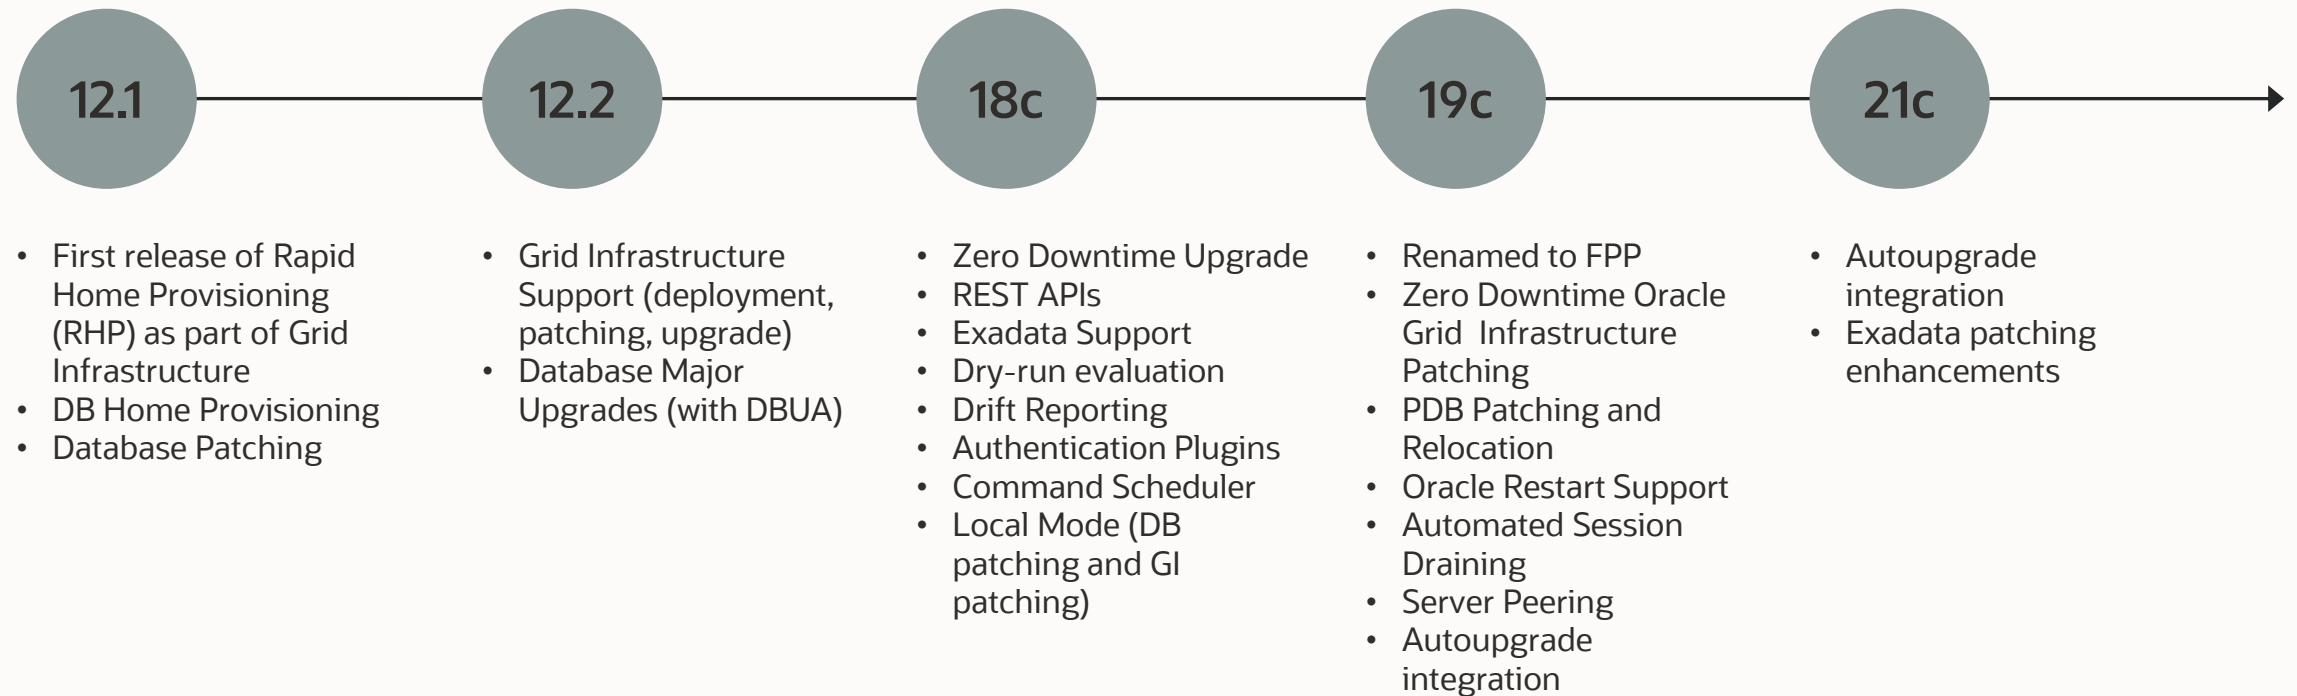 12.1
12.2
18c
19c
21c
• First release of Rapid
Home Provisioning
(RHP) as part of Grid
Infrastructure
• DB Home Provisioning
• Database Patching
• Grid Infrastructure
Support (deployment,
patching, upgrade)
• Database Major
Upgrades (with DBUA)
• Zero Downtime Upgrade
• REST APIs
• Exadata Support
• Dry-run evaluation
• Drift Reporting
• Authentication Plugins
• Command Scheduler
• Local Mode (DB
patching and GI
patching)
• Renamed to FPP
• Zero Downtime Oracle
Grid Infrastructure
Patching
• PDB Patching and
Relocation
• Oracle Restart Support
• Automated Session
Draining
• Server Peering
• Autoupgrade
integration
• Autoupgrade
integration
• Exadata patching
enhancements